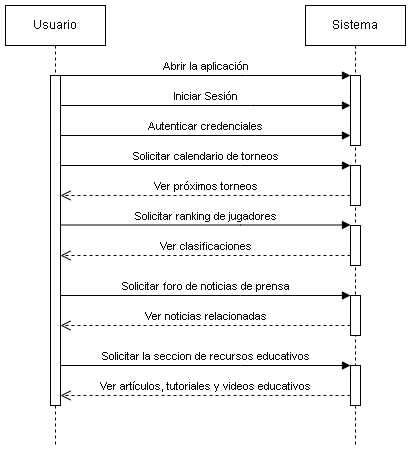 Usuario
Sistema
Abrir la aplicación
Iniciar Sesión
Autenticar credenciales
Solicitar calendario de torneos
Ver próximos torneos
Solicitar ranking de jugadores
Ver clasificaciones
Solicitar foro de noticias de prensa
Ver noticias relacionadas
Solicitar la seccion de recursos educativos
Ver artículos, tutoriales y videos educativos